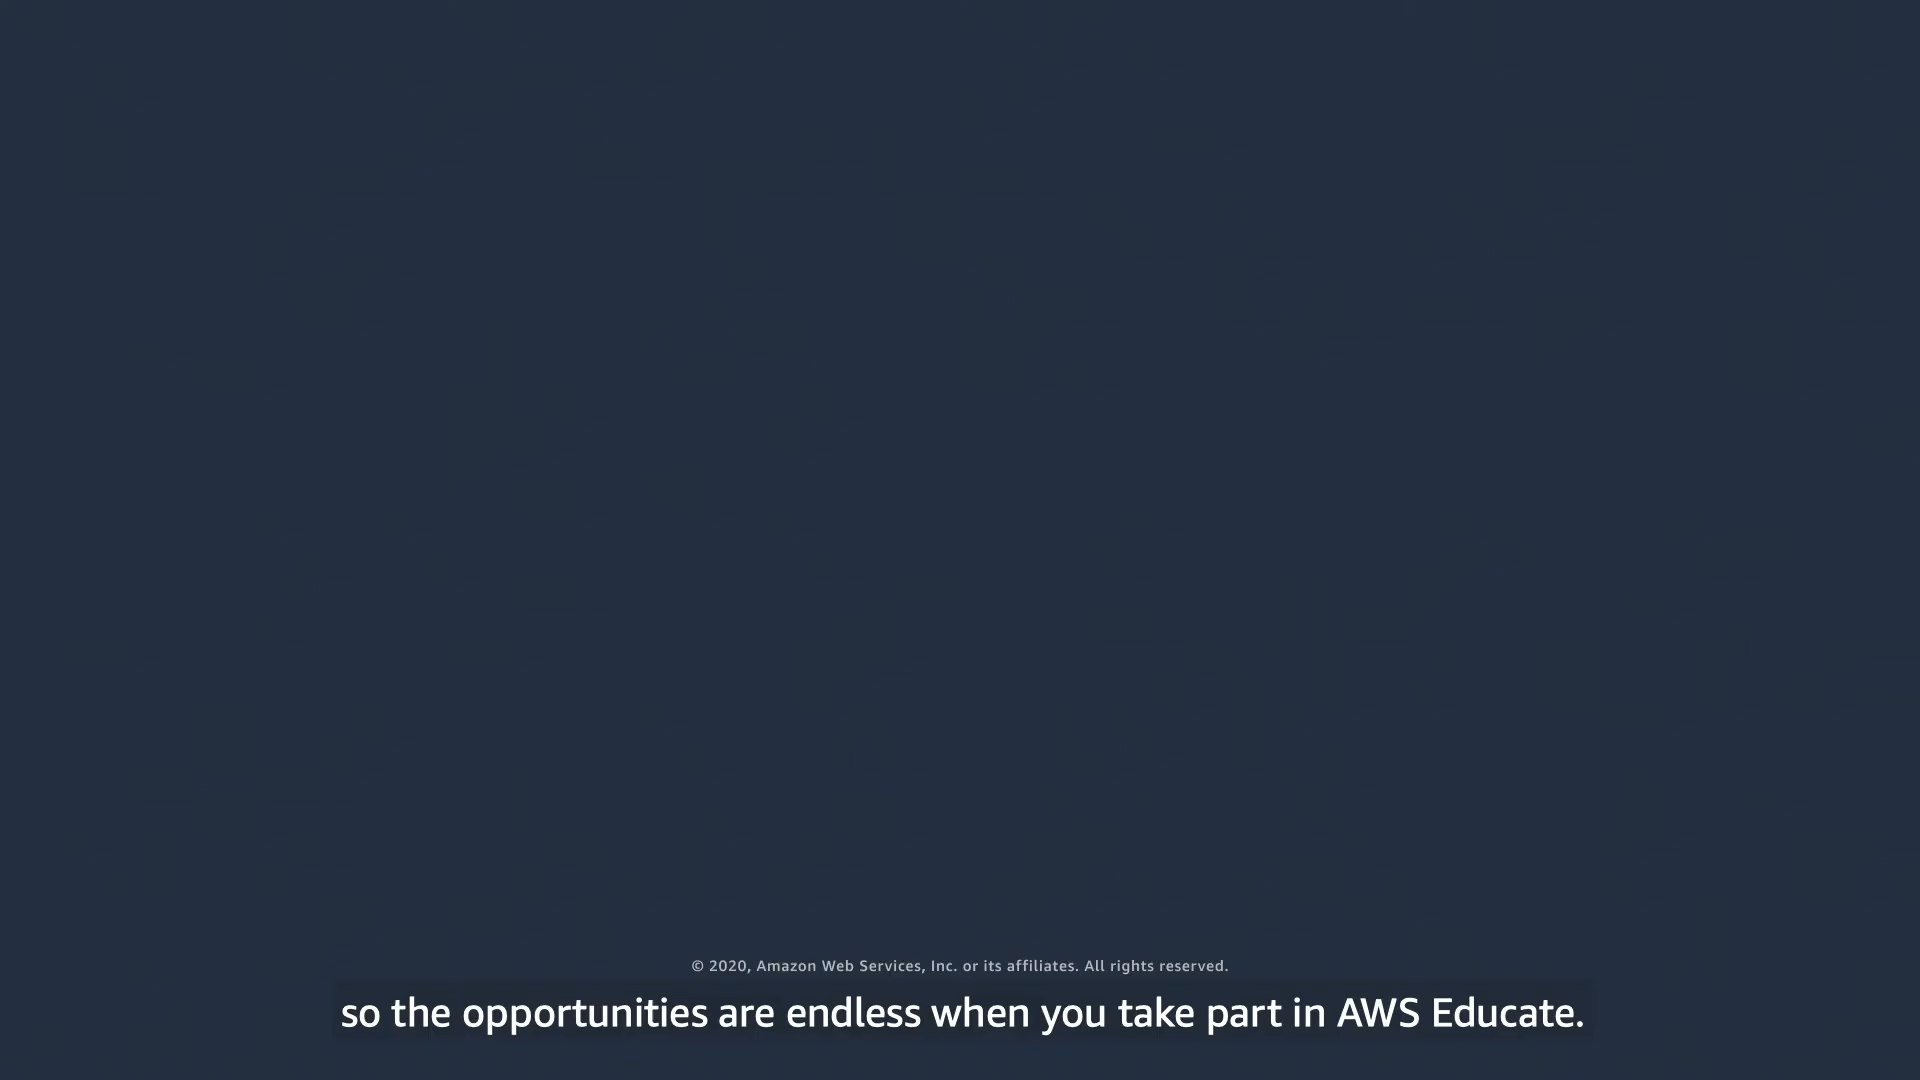 © 2020, Amazon Web Services, Inc. or its affiliates. All rights reserved.
so the opportunities are endless when you take part in AWS Educate.